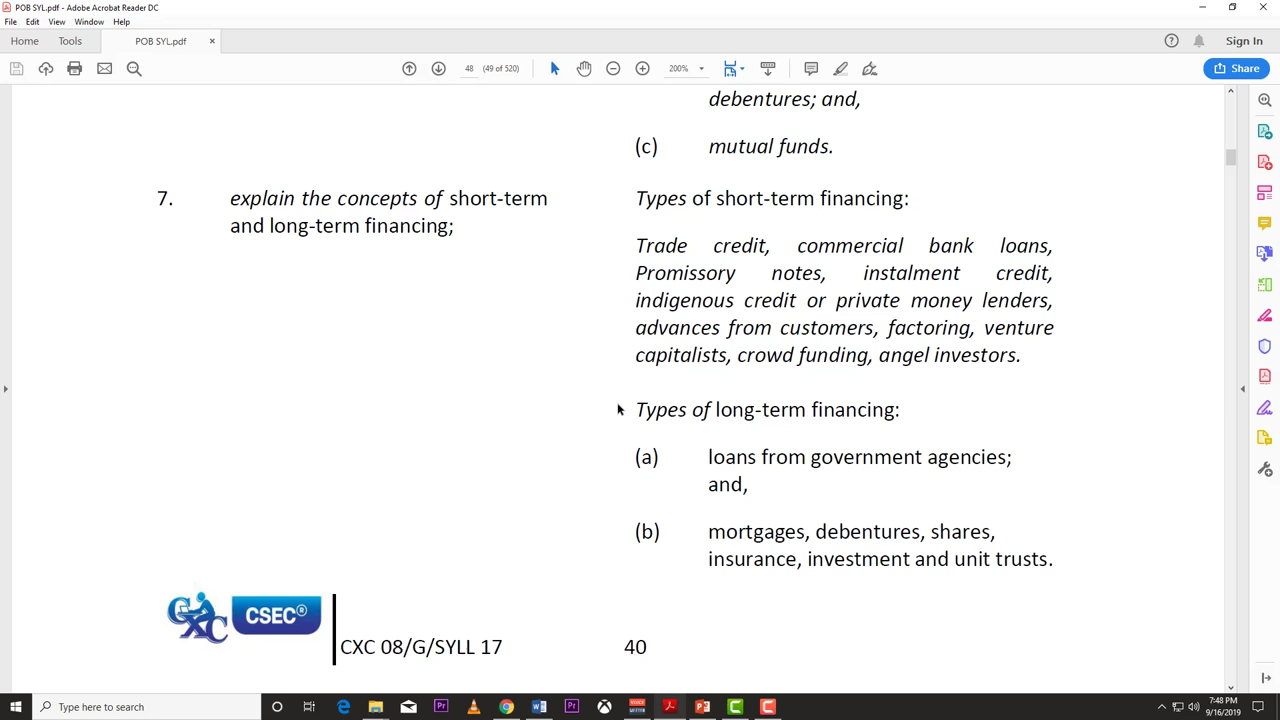 POB SYL.pdf - Adobe Acrobat Reader DC
File Edit View Window Help
Home Tools POB SYL.pdf × Sign In
48 (49 of 520) 200% Share
debentures; and,
(c) mutual funds.
7. explain the concepts of short-term
and long-term financing;
Types of short-term financing:
Trade credit, commercial bank loans,
Promissory notes, instalment credit,
indigenous credit or private money lenders,
advances from customers, factoring, venture
capitalists, crowd funding, angel investors.
Types of long-term financing:
(a) loans from government agencies;
and,
(b) mortgages, debentures, shares,
insurance, investment and unit trusts.
CXC CSEC®
CXC 08/G/SYLL 17 40
Type here to search
7:48 PM
9/16/2019